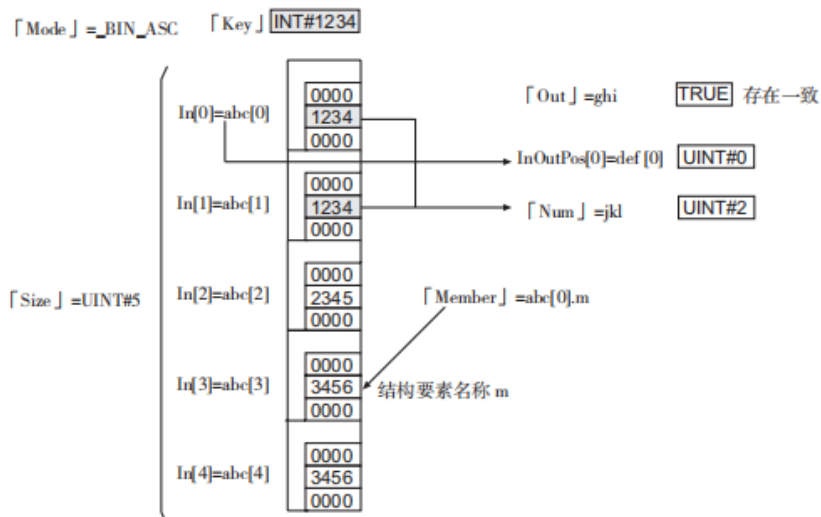 「Mode」=_BIN_ASC 「Key」 INT#1234
0000
「Out」=ghi TRUE 存在一致
In[0]=abc[0] 1234
0000
InOutPos[0]=def [0] UINT#0
0000
In[1]=abc[1] 1234
「Num」=jkl UINT#2
0000
0000
「Size」=UINT#5 In[2]=abc[2] 2345 「Member」=abc[0].m
0000
0000
In[3]=abc[3] 3456 结构要素名称 m
0000
0000
In[4]=abc[4] 3456
0000